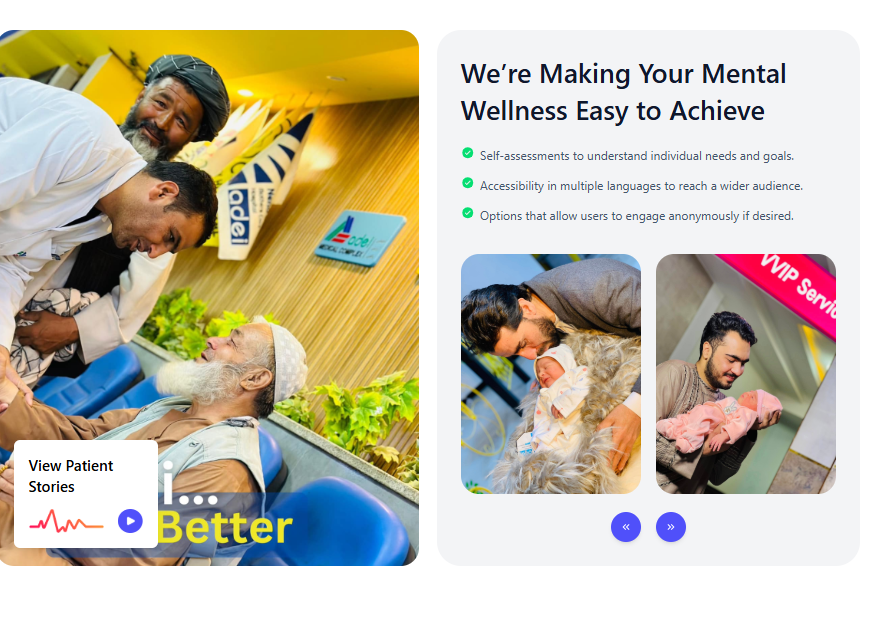 Adeil
MEDICAL COMPLEX
adei
i...
Better
View Patient
Stories
We’re Making Your Mental
Wellness Easy to Achieve
Self-assessments to understand individual needs and goals.
Accessibility in multiple languages to reach a wider audience.
Options that allow users to engage anonymously if desired.
VVIP Servic
«
»